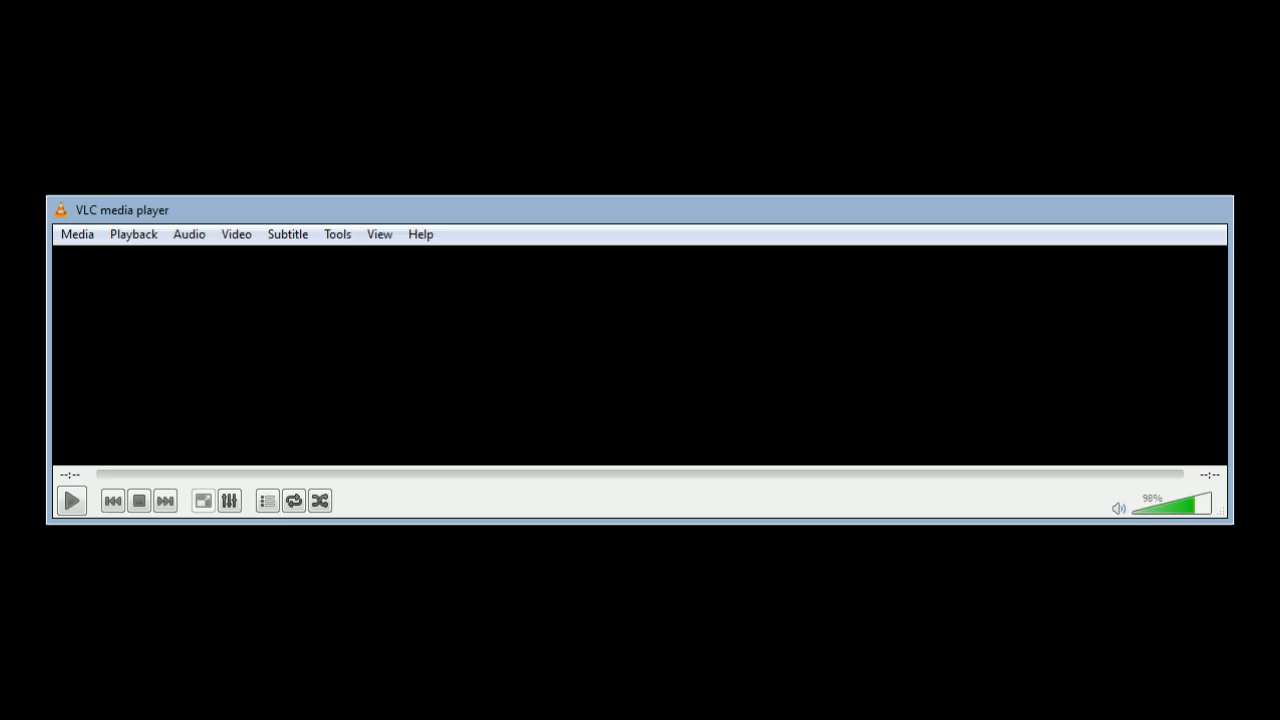 VLC media player
Media Playback Audio Video Subtitle Tools View Help
--:-- --:--
98%